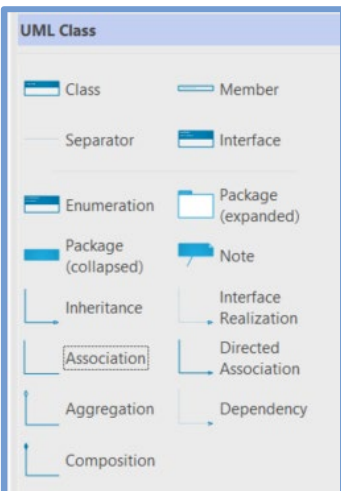 UML Class
Class
Member
Separator
Interface
Enumeration
Package
(expanded)
Package
(collapsed)
Note
Inheritance
Interface
Realization
Association
Directed
Association
Aggregation
Dependency
Composition